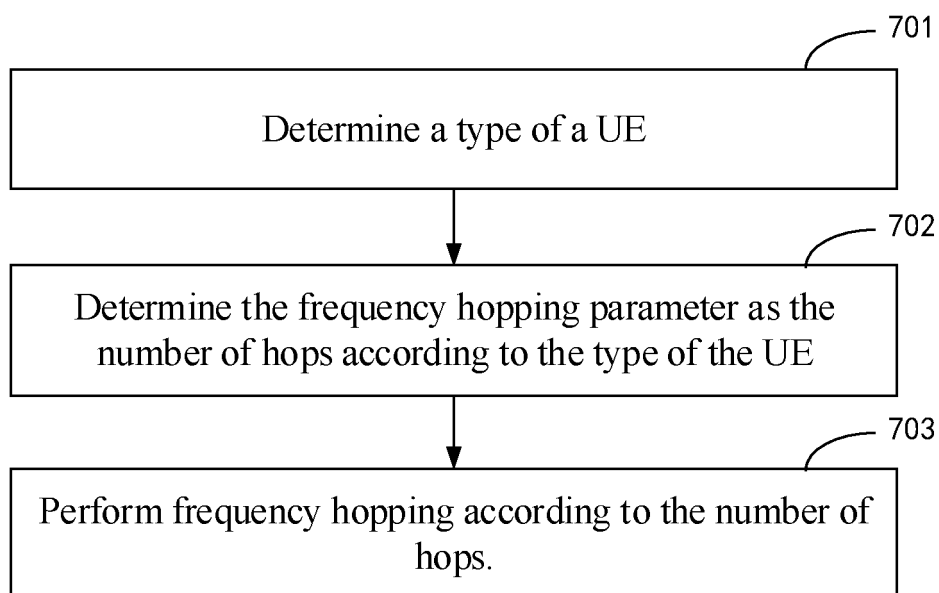 701
Determine a type of a UE
702
Determine the frequency hopping parameter as the
number of hops according to the type of the UE
703
Perform frequency hopping according to the number of
hops.